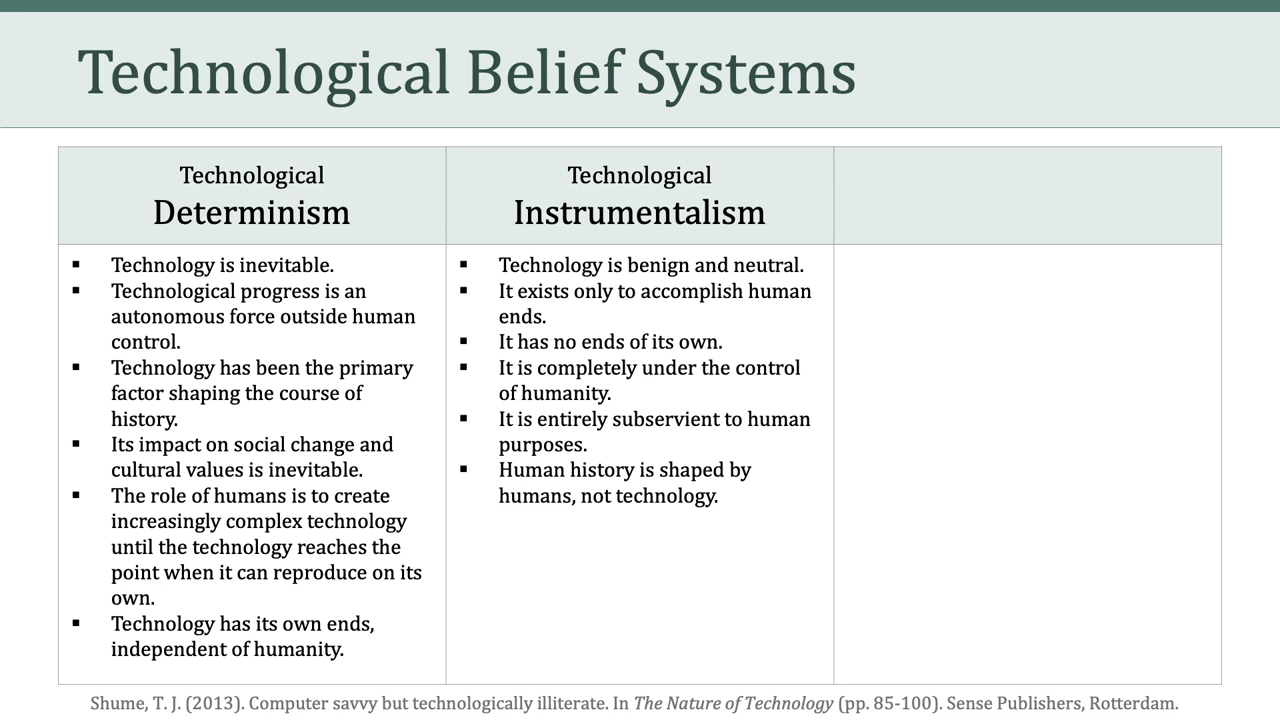 Technological Belief Systems
Technological
Determinism
Technological
Instrumentalism
▪ Technology is inevitable.
▪ Technological progress is an
autonomous force outside human
control.
▪ Technology has been the primary
factor shaping the course of
history.
▪ Its impact on social change and
cultural values is inevitable.
▪ The role of humans is to create
increasingly complex technology
until the technology reaches the
point when it can reproduce on its
own.
▪ Technology has its own ends,
independent of humanity.
▪ Technology is benign and neutral.
▪ It exists only to accomplish human
ends.
▪ It has no ends of its own.
▪ It is completely under the control
of humanity.
▪ It is entirely subservient to human
purposes.
▪ Human history is shaped by
humans, not technology.
Shume, T. J. (2013). Computer savvy but technologically illiterate. In The Nature of Technology (pp. 85-100). Sense Publishers, Rotterdam.